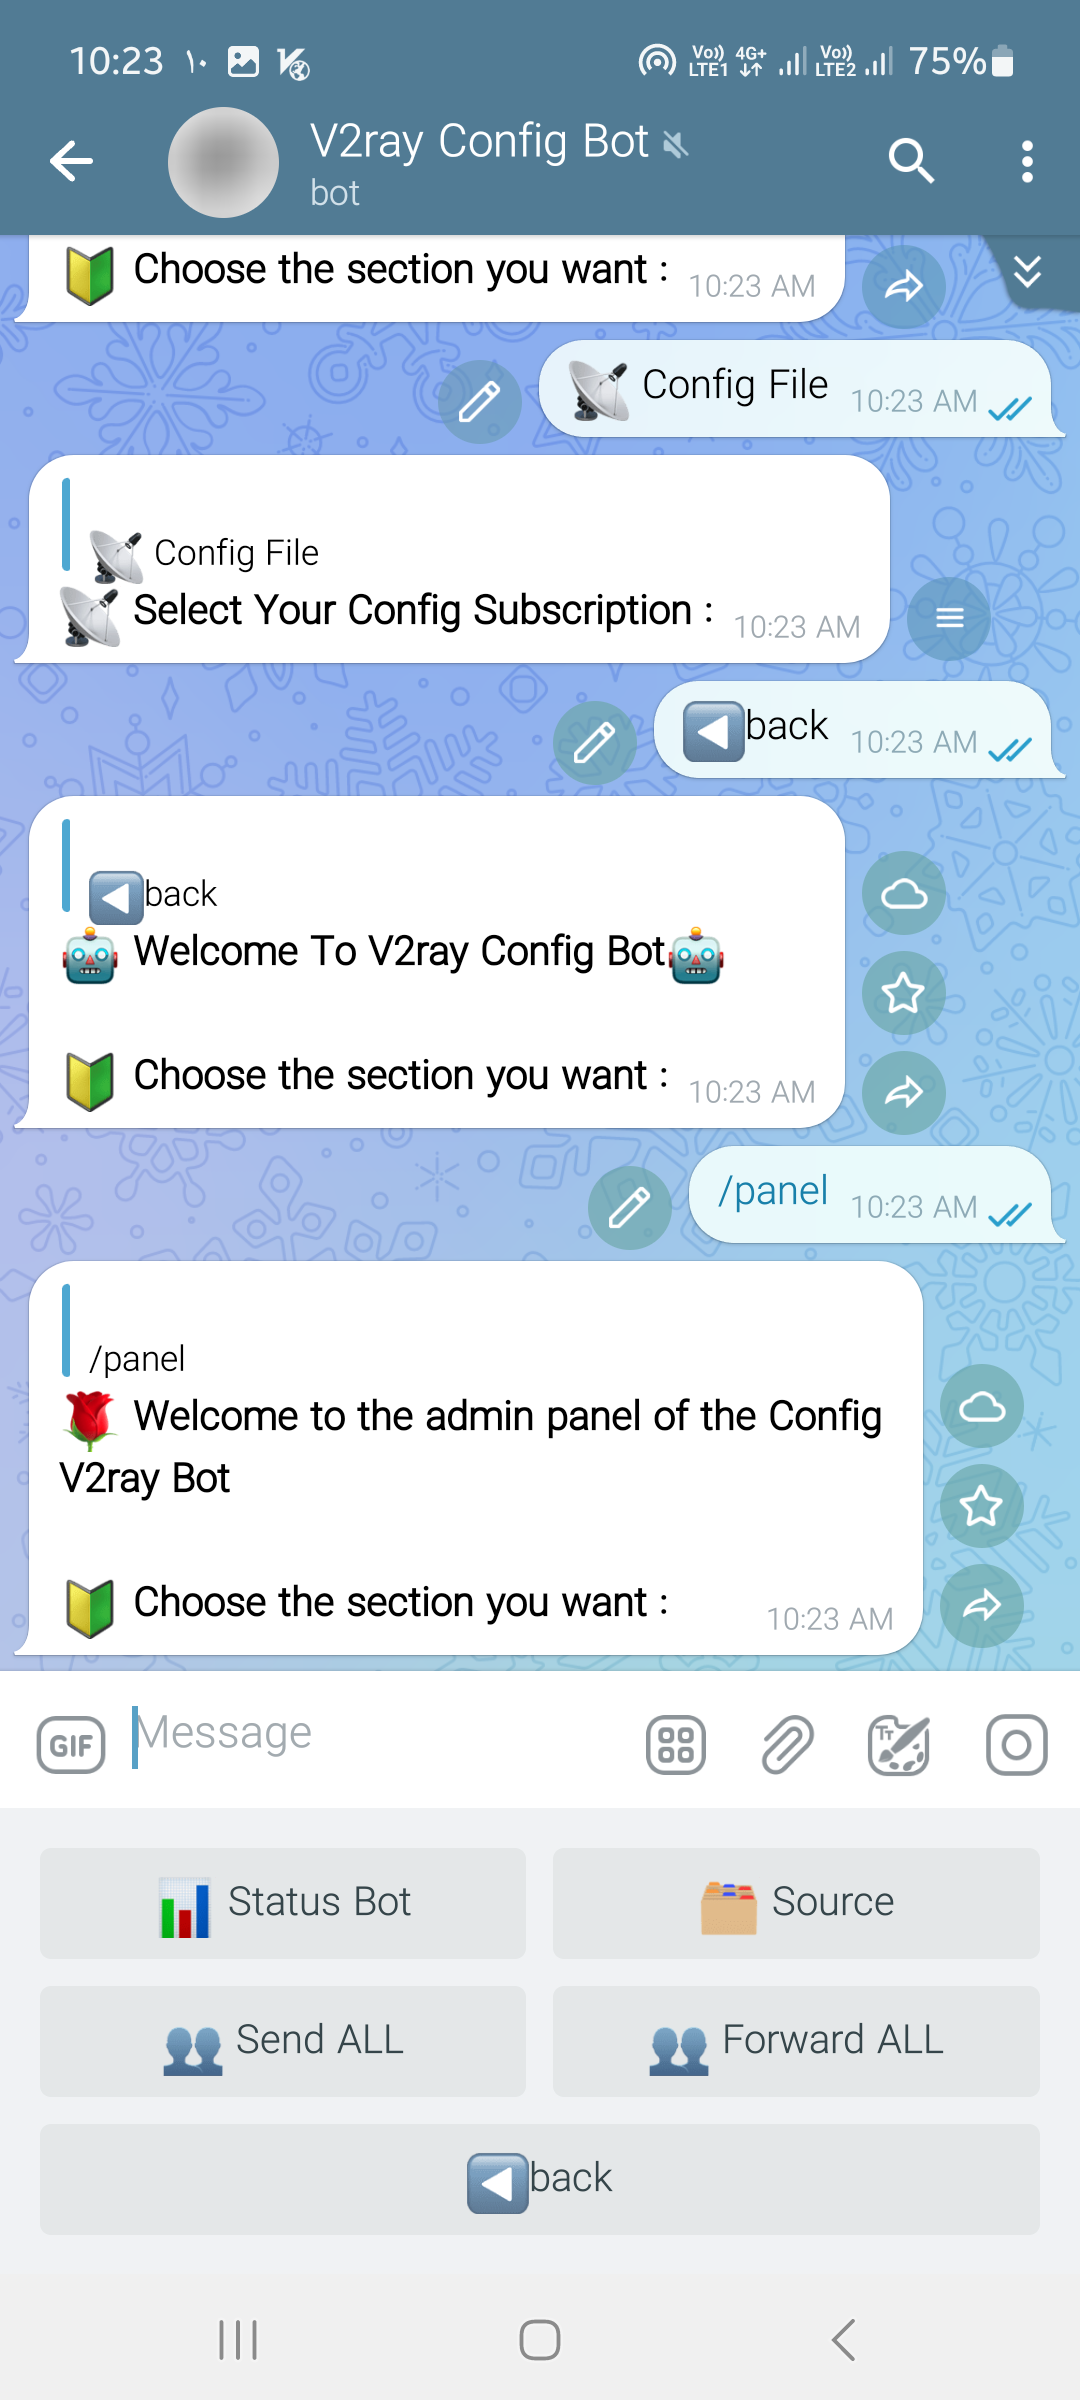 10:23 ۱۰
Vo)) LTE1 4G+ Vo)) LTE2 75%
V2ray Config Bot
bot
🔰 Choose the section you want : 10:23 AM
📡 Config File 10:23 AM
📡 Config File
📡 Select Your Config Subscription : 10:23 AM
◀️back 10:23 AM
◀️back
🤖 Welcome To V2ray Config Bot🤖
🔰 Choose the section you want : 10:23 AM
/panel 10:23 AM
/panel
🌹 Welcome to the admin panel of the Config
V2ray Bot
🔰 Choose the section you want : 10:23 AM
GIF Message
📊 Status Bot
🗂 Source
👥 Send ALL
👥 Forward ALL
◀️back